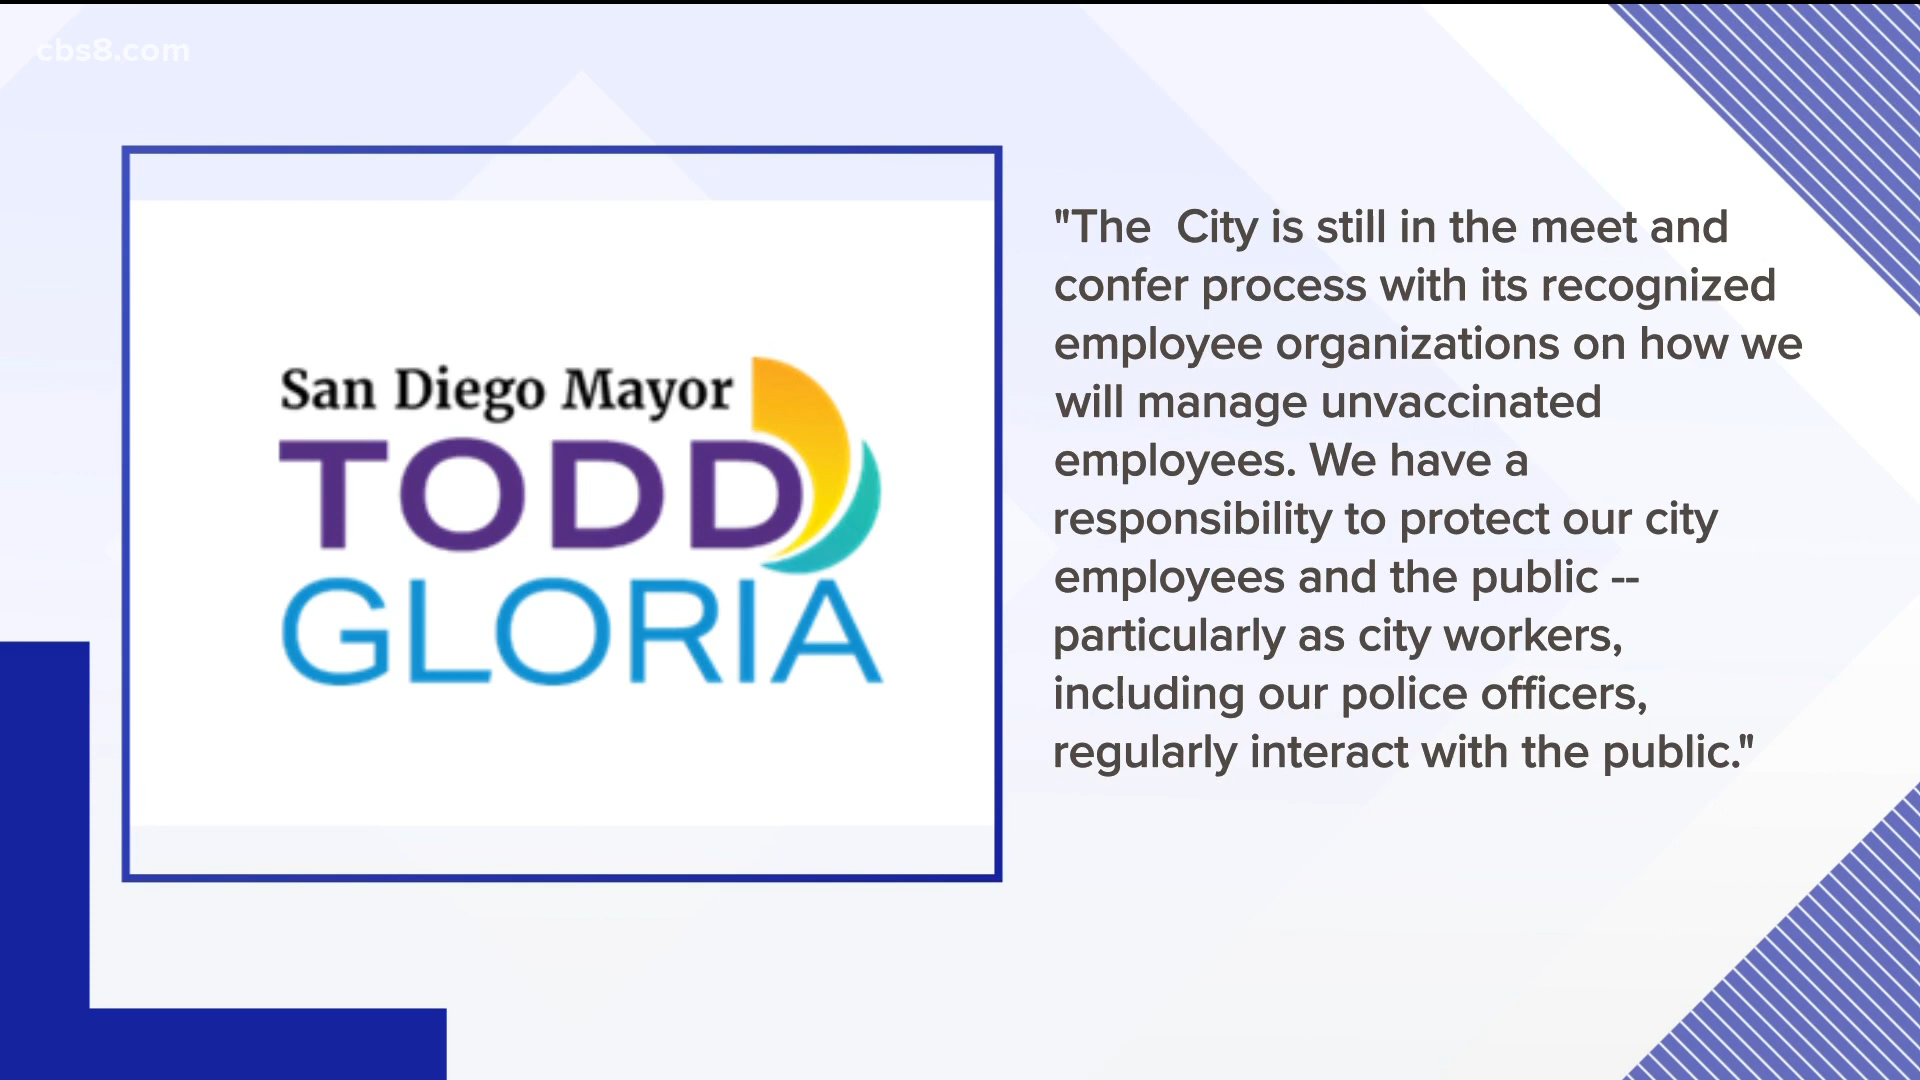 cbs8.com
San Diego Mayor
TODD
GLORIA
"The  City is still in the meet and
confer process with its recognized
employee organizations on how we
will manage unvaccinated
employees. We have a
responsibility to protect our city
employees and the public --
particularly as city workers,
including our police officers,
regularly interact with the public."